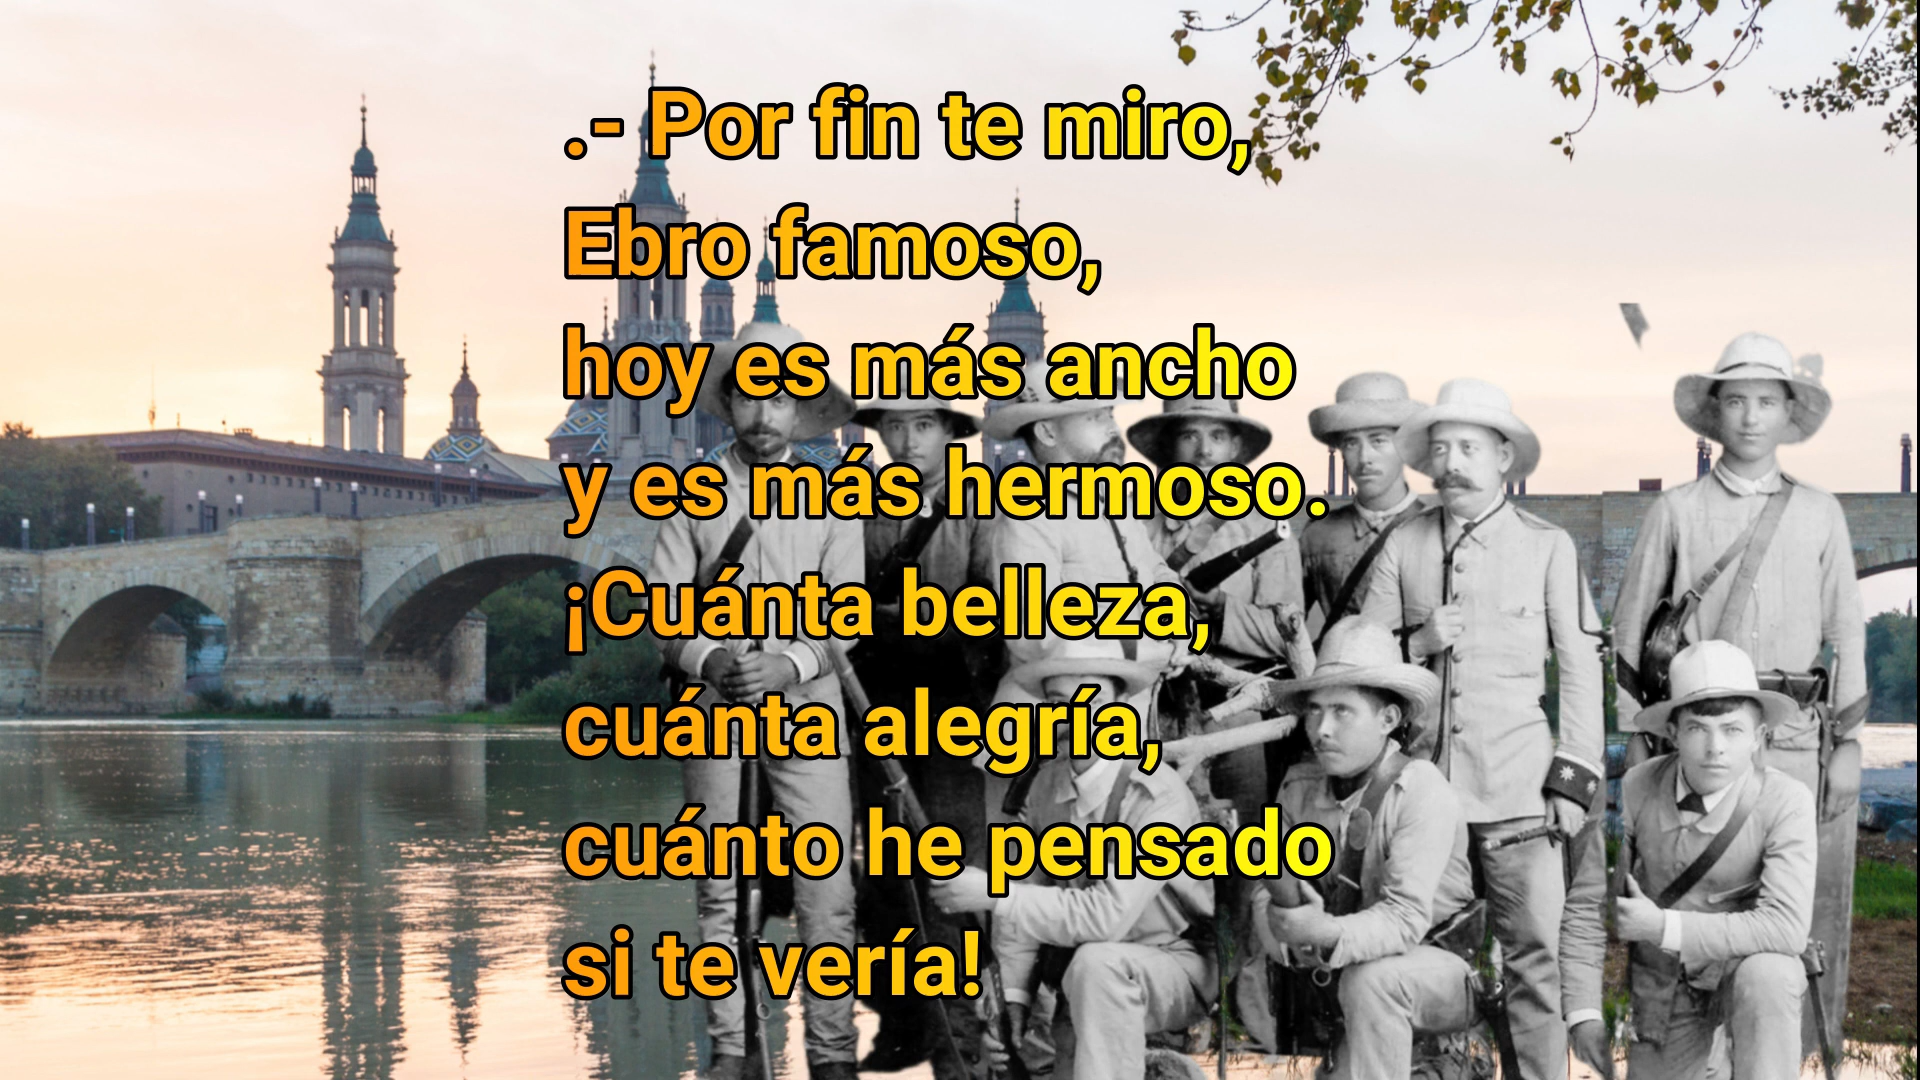 .- Por fin te miro,
Ebro famoso,
hoy es más ancho
y es más hermoso.
¡Cuánta belleza,
cuánta alegría,
cuánto he pensado
si te vería!